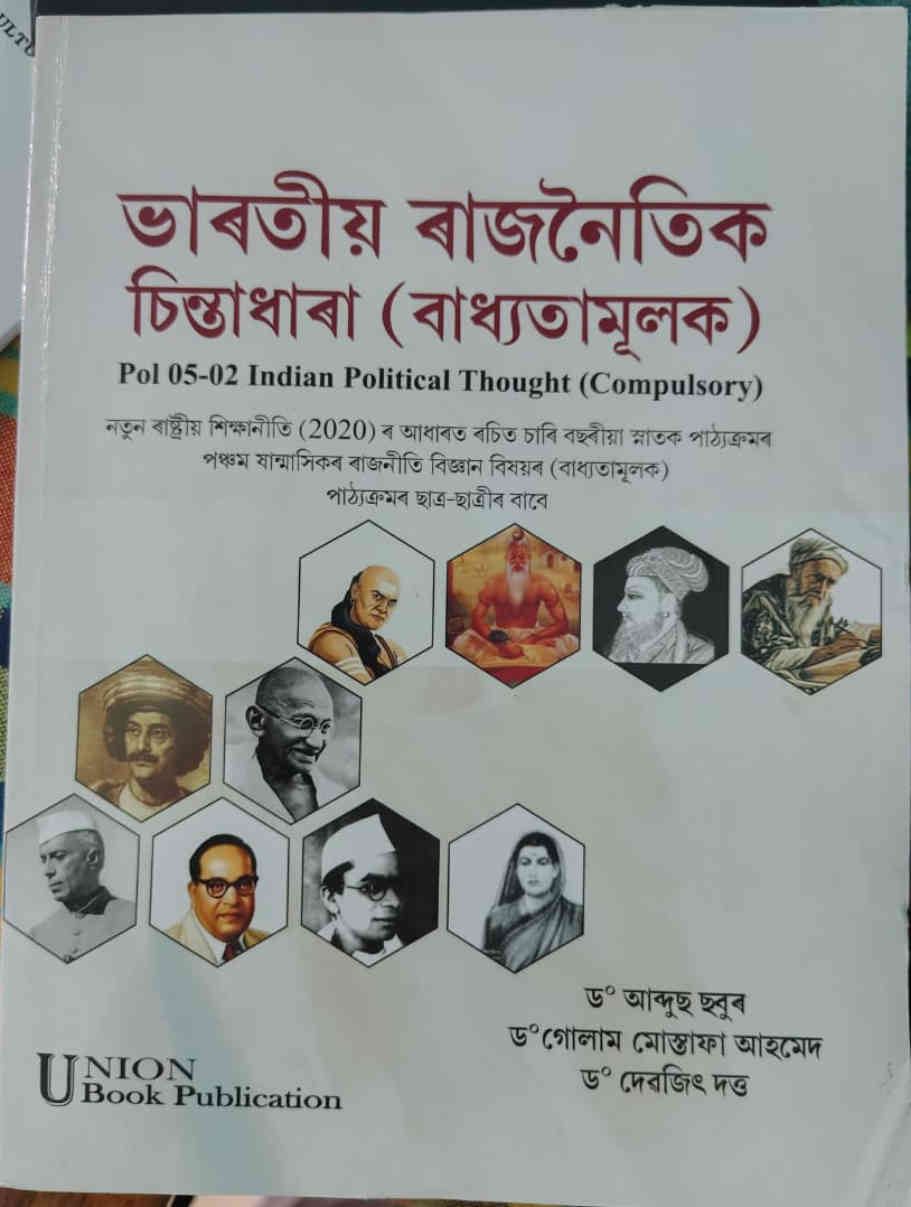 ভাৰতীয় ৰাজনৈতিক
চিন্তাধাৰা (বাধ্যতামূলক)
Pol 05-02 Indian Political Thought (Compulsory)
নতুন ৰাষ্ট্ৰীয় শিক্ষানীতি (2020) ৰ আধাৰত ৰচিত চাৰি বছৰীয়া স্নাতক পাঠ্যক্ৰমৰ
পঞ্চম ষান্মাসিকৰ ৰাজনীতি বিজ্ঞান বিষয়ৰ (বাধ্যতামূলক)
পাঠ্যক্ৰমৰ ছাত্ৰ-ছাত্ৰীৰ বাবে
ড° আব্দুছ ছবুৰ
ড°গোলাম মোস্তাফা আহমেদ
ড° দেৱজিৎ দত্ত
UNION
Book Publication